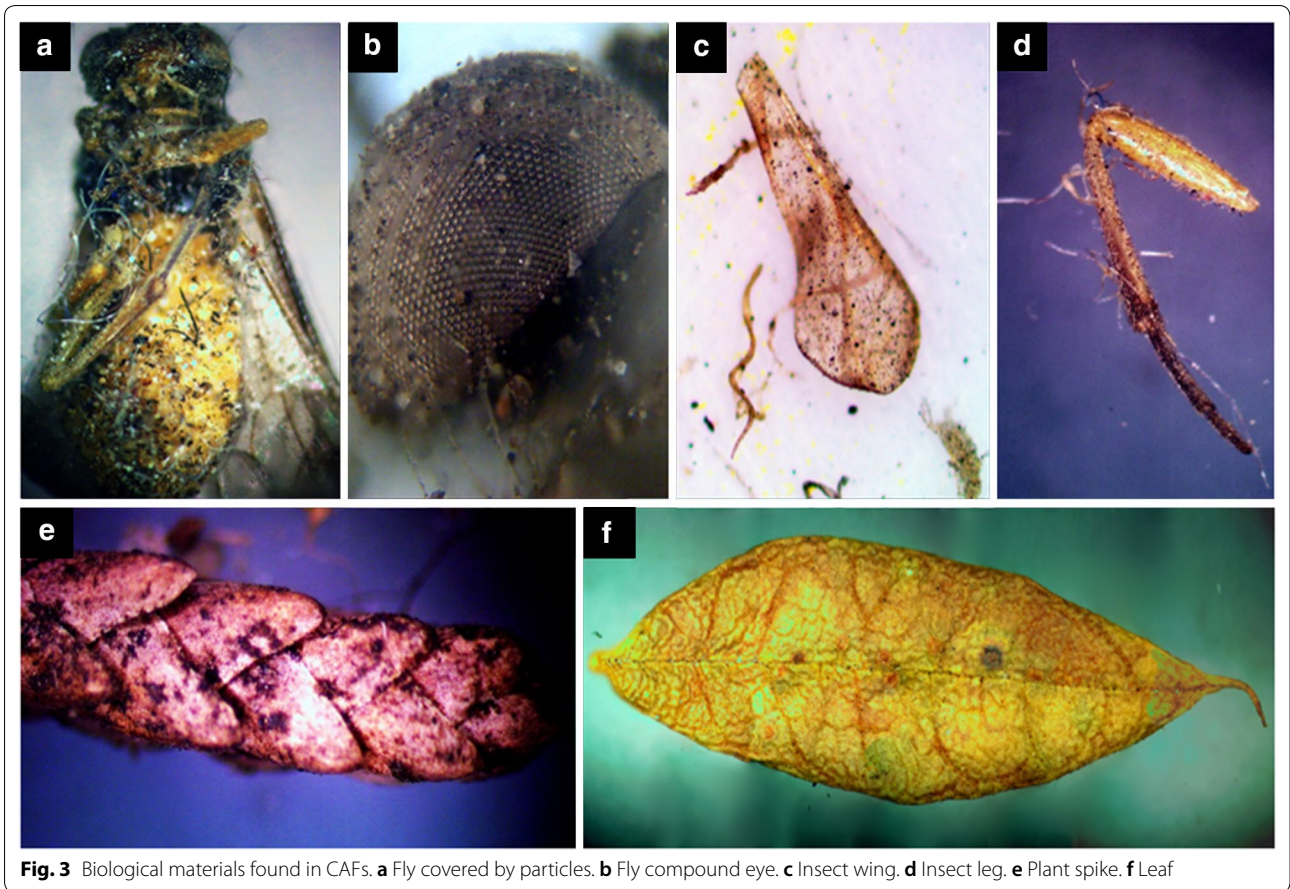 a
b
c
d
e
f
Fig. 3 Biological materials found in CAFs. a Fly covered by particles. b Fly compound eye. c Insect wing. d Insect leg. e Plant spike. f Leaf